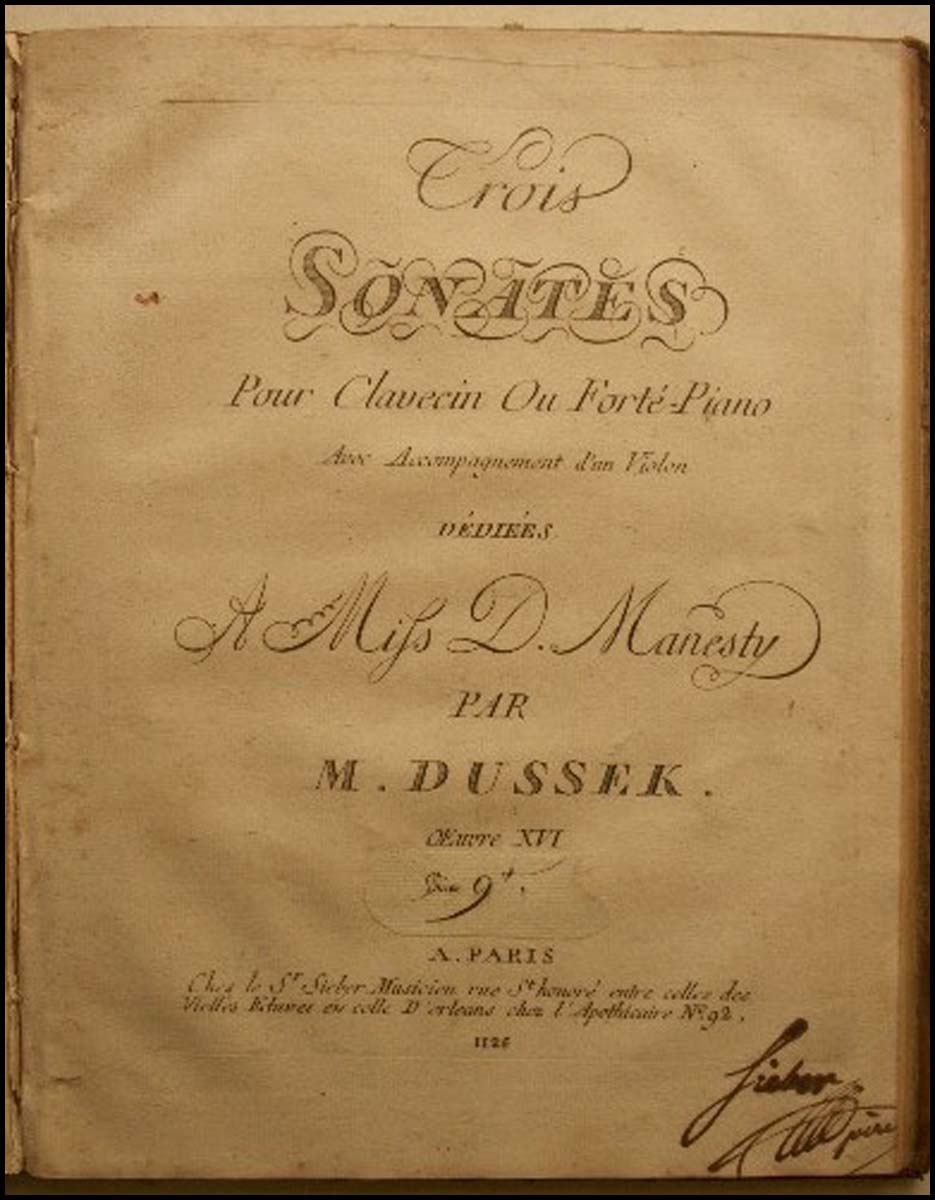 Trois
SONATES
Pour Clavecin Ou Forté-Piano
Avec Accompagnement d'un Violon
DÉDIÉES
A Miſs D. Manesty
PAR
M. DUSSEK.
Œuvre XVI
Prix 9ᵗ.
A. PARIS
Chez le Sʳ Sieber Musicien rue Sᵗ honoré entre celles des
Vielles Etuves et celle D'orleans chez l'Apothicaire Nº 92.
1126
Sieber
père